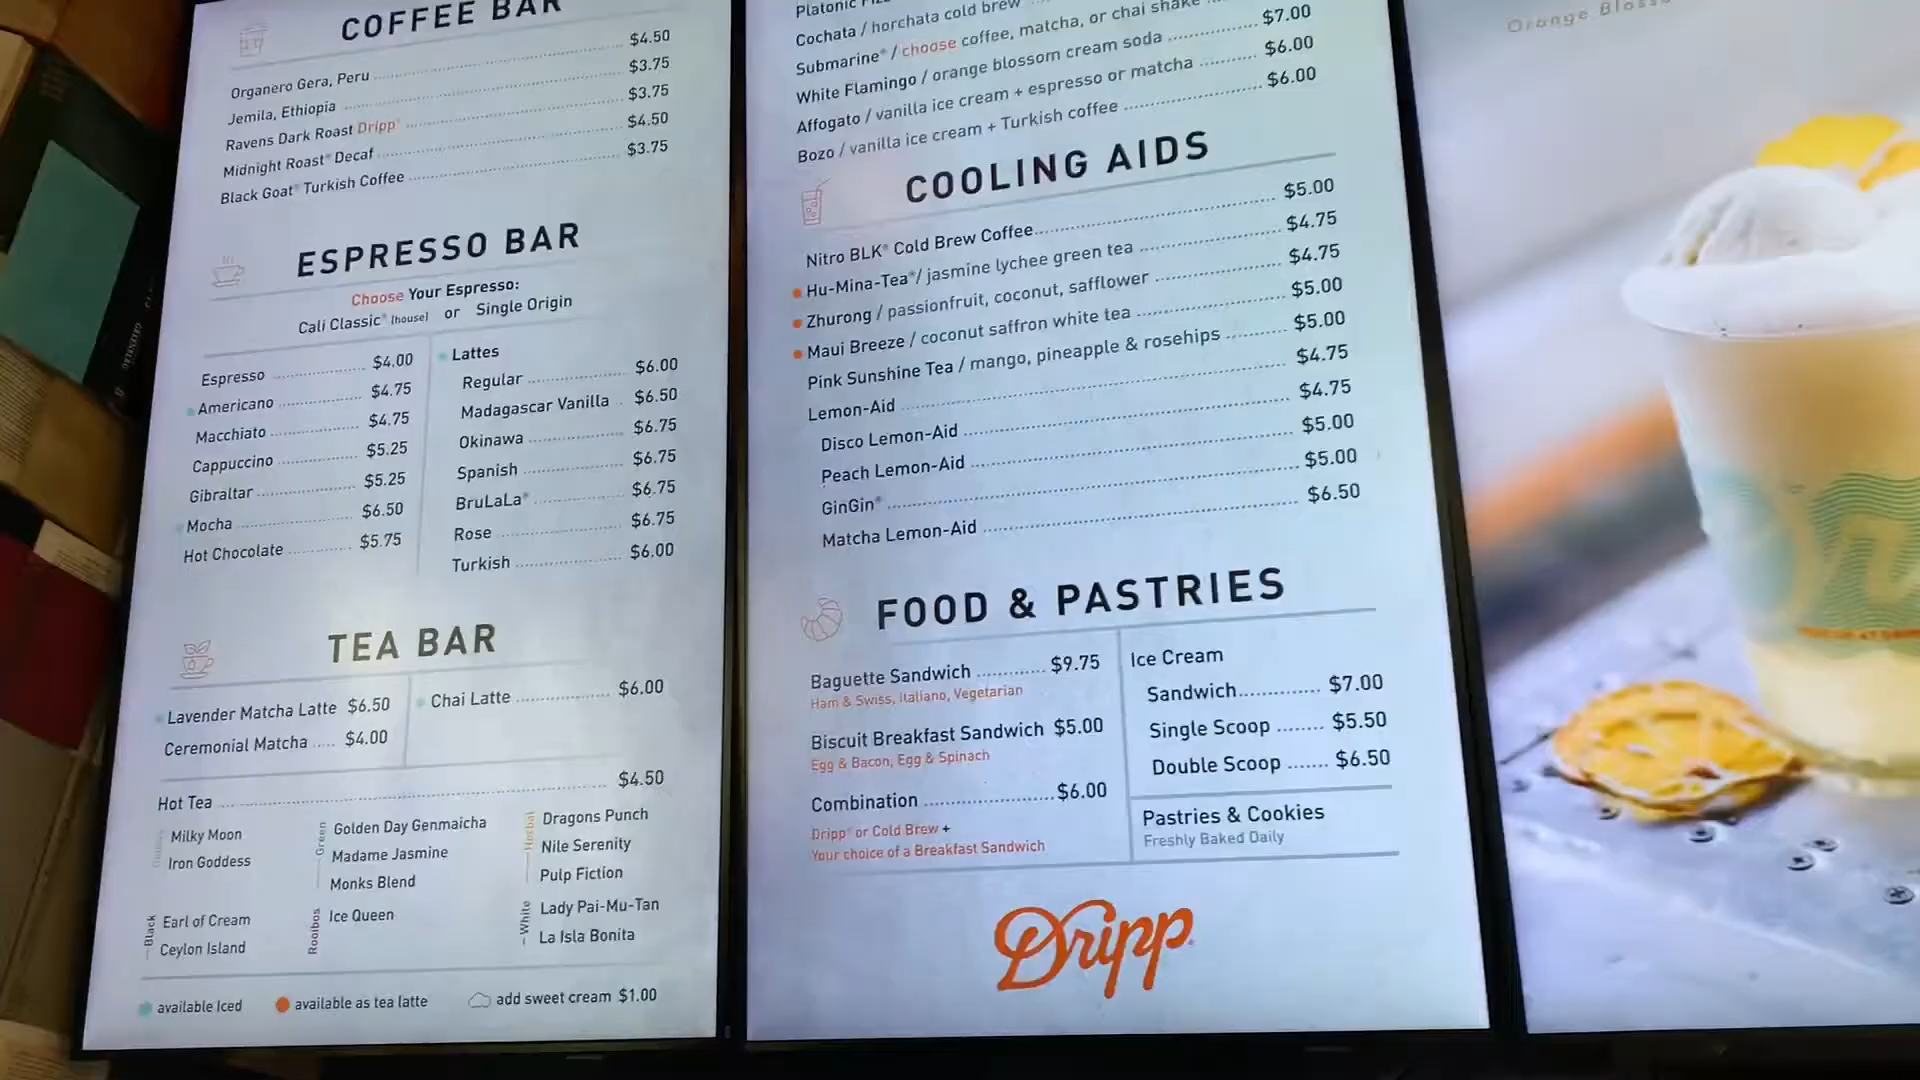 COFFEE BAR
Organero Gera, Peru $4.50
Jemila, Ethiopia $3.75
Ravens Dark Roast Dripp® $3.75
Midnight Roast® Decaf $4.50
Black Goat® Turkish Coffee $3.75
ESPRESSO BAR
Choose Your Espresso:
Cali Classic® [house] or Single Origin
Espresso $4.00
Americano $4.75
Macchiato $4.75
Cappuccino $5.25
Gibraltar $5.25
Mocha $6.50
Hot Chocolate $5.75
Lattes
Regular $6.00
Madagascar Vanilla $6.50
Okinawa $6.75
Spanish $6.75
BruLaLa® $6.75
Rose $6.75
Turkish $6.00
TEA BAR
Lavender Matcha Latte $6.50
Ceremonial Matcha $4.00
Chai Latte $6.00
Hot Tea $4.50
Milky Moon
Iron Goddess
Green
Golden Day Genmaicha
Madame Jasmine
Monks Blend
Herbal
Dragons Punch
Nile Serenity
Pulp Fiction
Black
Earl of Cream
Ceylon Island
Rooibos
Ice Queen
White
Lady Pai-Mu-Tan
La Isla Bonita
available Iced
available as tea latte
add sweet cream $1.00
Platonic
Cochata / horchata cold brew
Submarine® / choose coffee, matcha, or chai shake
White Flamingo / orange blossom cream soda $7.00
Affogato / vanilla ice cream + espresso or matcha $6.00
Bozo / vanilla ice cream + Turkish coffee $6.00
COOLING AIDS
Nitro BLK® Cold Brew Coffee $5.00
Hu-Mina-Tea® / jasmine lychee green tea $4.75
Zhurong / passionfruit, coconut, safflower $4.75
Maui Breeze / coconut saffron white tea $5.00
Pink Sunshine Tea / mango, pineapple & rosehips $5.00
Lemon-Aid $4.75
Disco Lemon-Aid $4.75
Peach Lemon-Aid $5.00
GinGin® $5.00
Matcha Lemon-Aid $6.50
FOOD & PASTRIES
Baguette Sandwich $9.75
Ham & Swiss, Italiano, Vegetarian
Biscuit Breakfast Sandwich $5.00
Egg & Bacon, Egg & Spinach
Combination $6.00
Dripp® or Cold Brew +
Your choice of a Breakfast Sandwich
Ice Cream
Sandwich $7.00
Single Scoop $5.50
Double Scoop $6.50
Pastries & Cookies
Freshly Baked Daily
Dripp
Orange